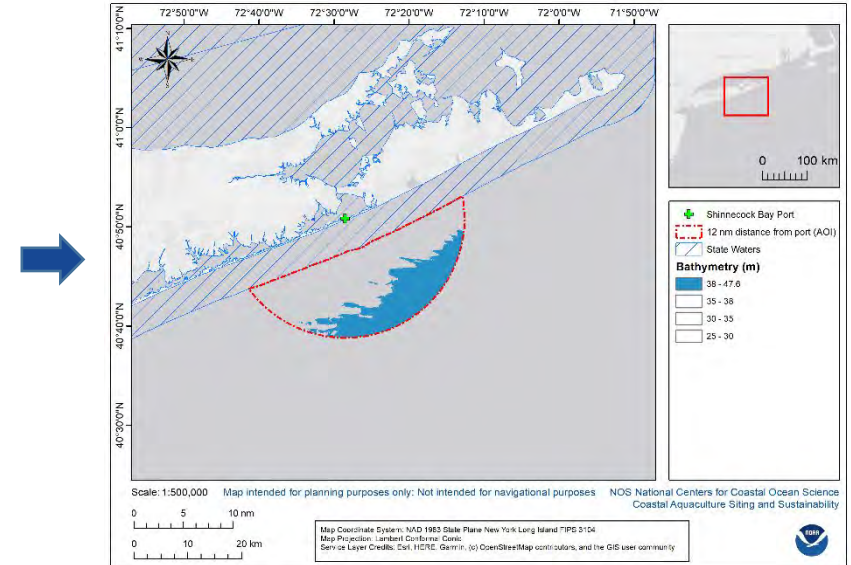 72°50'0"W 72°40'0"W 72°30'0"W 72°20'0"W 72°10'0"W 72°0'0"W 71°50'0"W
41°10'0"N
41°0'0"N
40°50'0"N
40°40'0"N
40°30'0"N
N
0 100 km
Shinnecock Bay Port
12 nm distance from port (AOI)
State Waters
Bathymetry (m)
38 - 47.6
35 - 38
30 - 35
25 - 30
Scale: 1:500,000 Map intended for planning purposes only: Not intended for navigational purposes NOS National Centers for Coastal Ocean Science
Coastal Aquaculture Siting and Sustainability
0 5 10 nm
0 10 20 km
Map Coordinate System: NAD 1983 State Plane New York Long Island FIPS 3104
Map Projection: Lambert Conformal Conic
Service Layer Credits: Esri, HERE, Garmin, (c) OpenStreetMap contributors, and the GIS user community
NOAA